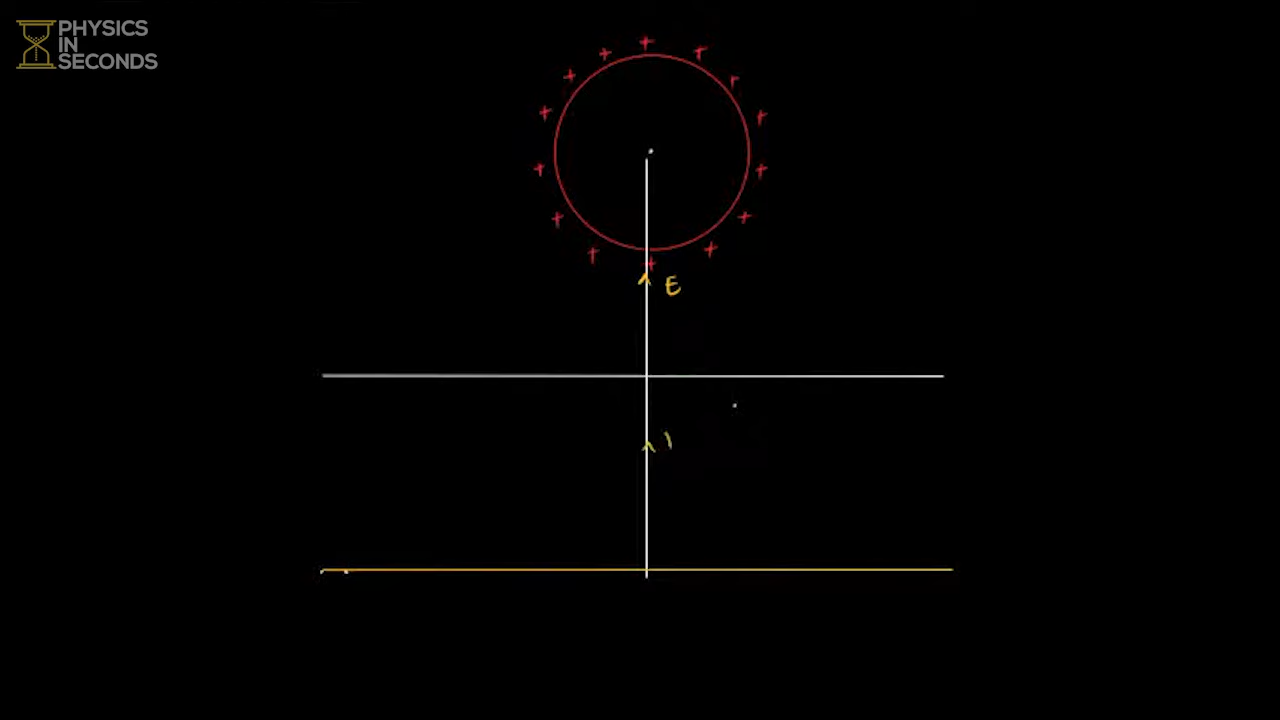 PHYSICS
IN
SECONDS
+ + + + + + + + + + + + + + + +
E